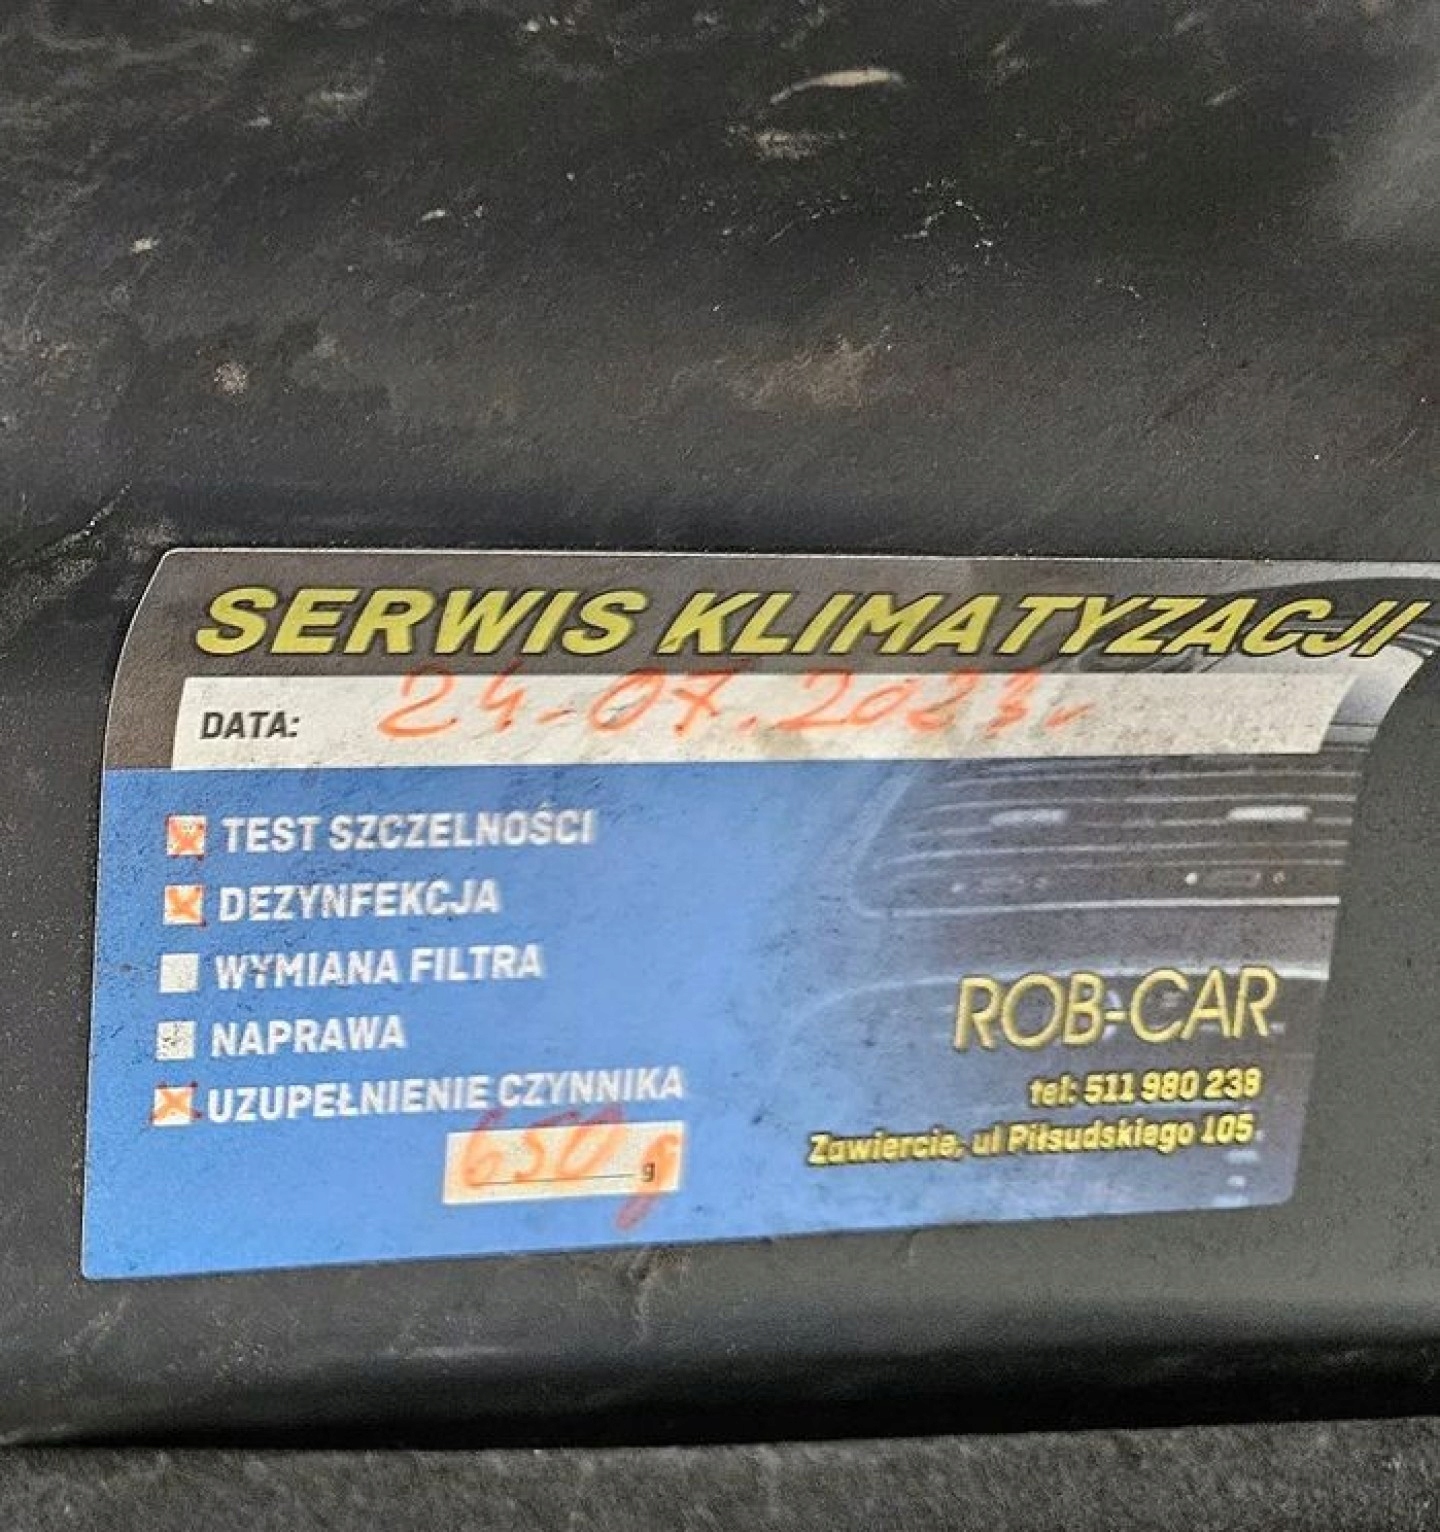 SERWIS KLIMATYZACJI
DATA: 24-07.2023r
TEST SZCZELNOŚCI
DEZYNFEKCJA
WYMIANA FILTRA
NAPRAWA
UZUPEŁNIENIE CZYNNIKA
650g g
ROB-CAR
tel: 511 980 238
Zawiercie, ul Piłsudskiego 105